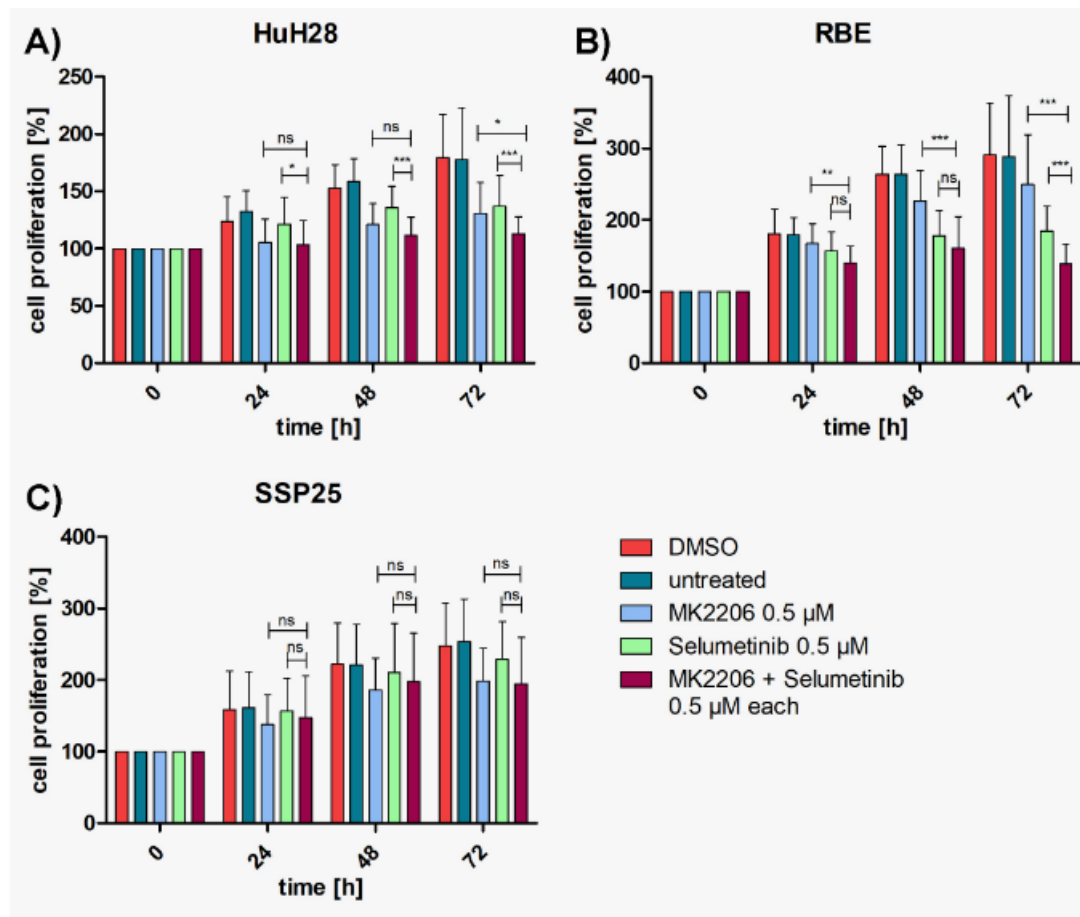 A)
HuH28
cell proliferation [%]
250
200
150
100
50
0
ns
*
ns
***
*
***
0
24
48
72
time [h]
B)
RBE
cell proliferation [%]
400
300
200
100
0
**
ns
***
ns
***
***
0
24
48
72
time [h]
C)
SSP25
cell proliferation [%]
400
300
200
100
0
ns
ns
ns
ns
ns
ns
0
24
48
72
time [h]
DMSO
untreated
MK2206 0.5 µM
Selumetinib 0.5 µM
MK2206 + Selumetinib
0.5 µM each